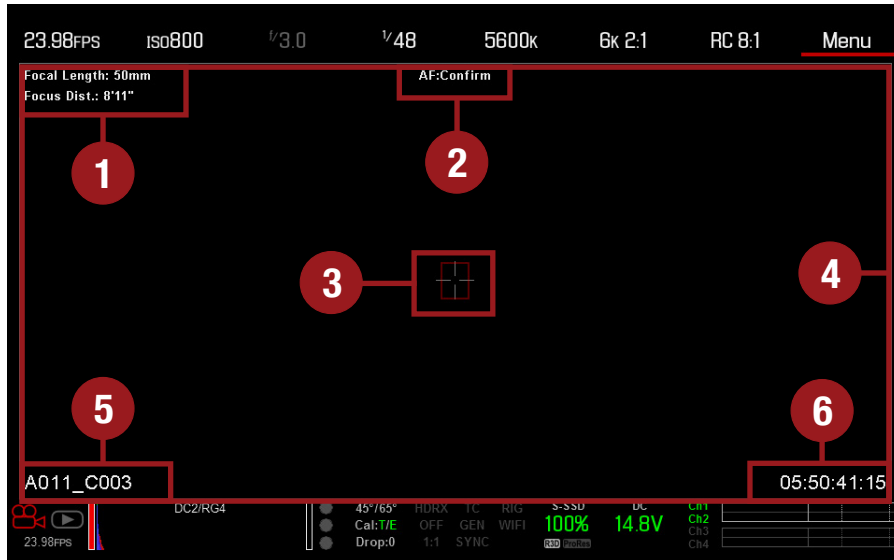 23.98FPS ISO800 f/3.0 1/48 5600K 6K 2:1 RC 8:1 Menu
Focal Length: 50mm
AF:Confirm
Focus Dist.: 8'11"
1
2
3
4
5
6
A011_C003
05:50:41:15
DC2/RG4 45°/65° HDRX TC RIG S-SSD DC Ch1
Cal:T/E OFF GEN WIFI 100% 14.8V Ch2
Ch3
23.98FPS Drop:0 1:1 SYNC R3D ProRes Ch4